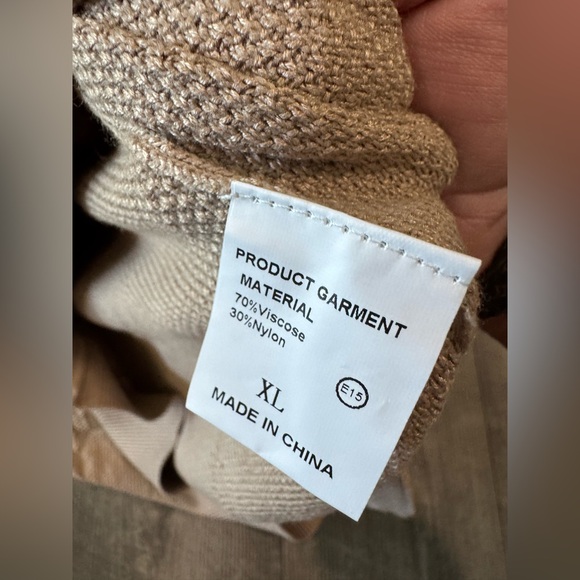 PRODUCT GARMENT
MATERIAL
70%Viscose
30%Nylon
XL
E15
MADE IN CHINA